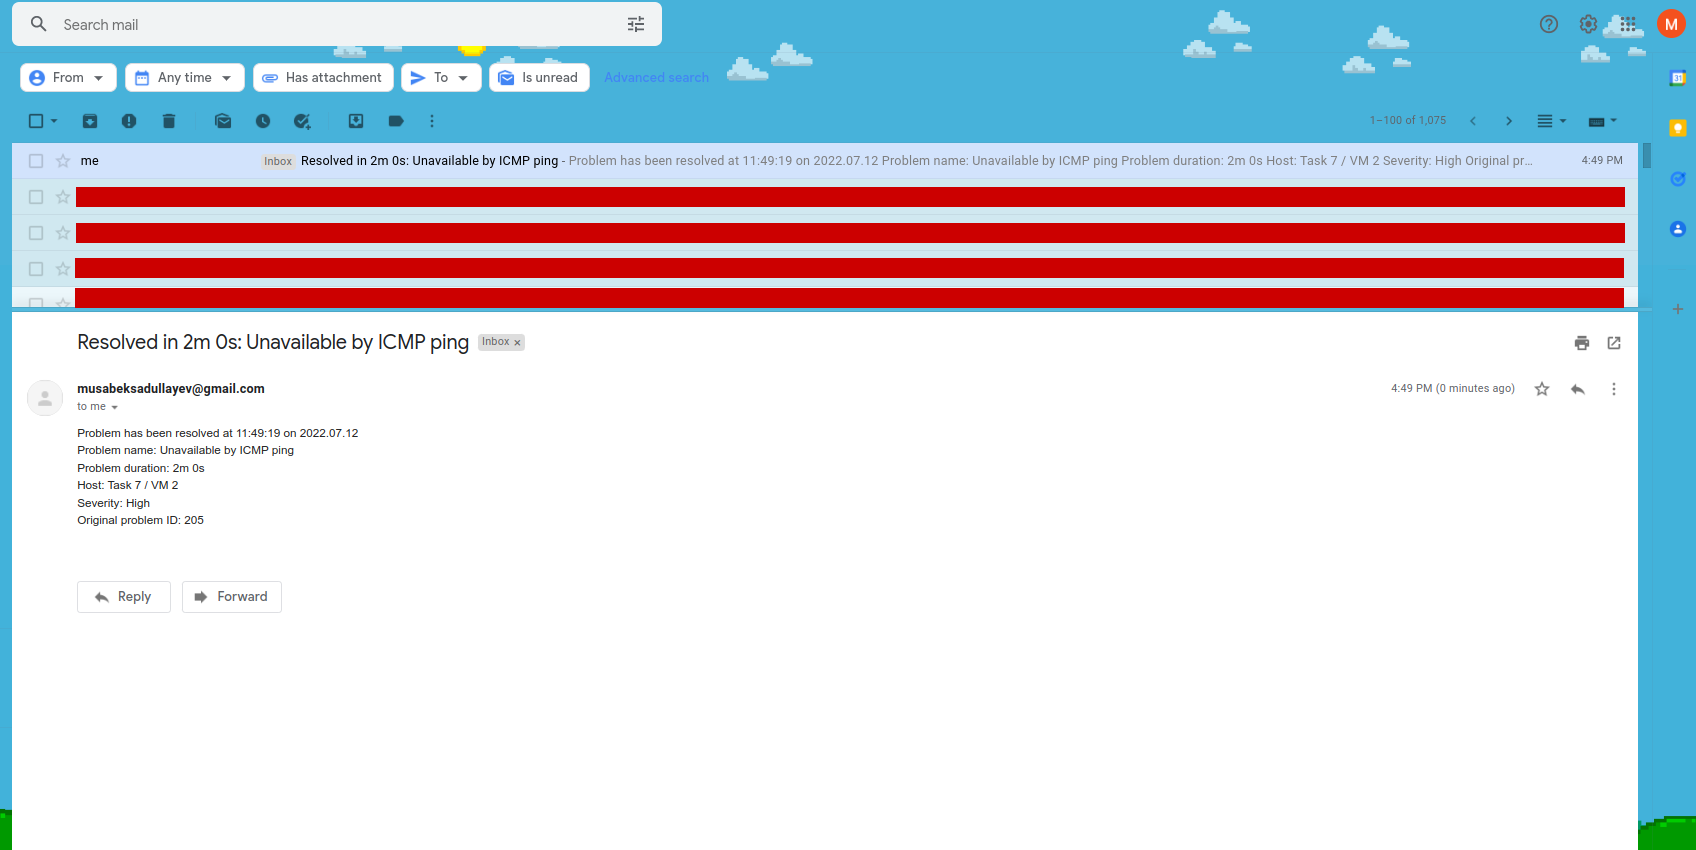 Search mail
M
From
Any time
Has attachment
To
Is unread
Advanced search
31
1–100 of 1,075
me Inbox Resolved in 2m 0s: Unavailable by ICMP ping - Problem has been resolved at 11:49:19 on 2022.07.12 Problem name: Unavailable by ICMP ping Problem duration: 2m 0s Host: Task 7 / VM 2 Severity: High Original pr... 4:49 PM
Resolved in 2m 0s: Unavailable by ICMP ping Inbox x
musabeksadullayev@gmail.com 4:49 PM (0 minutes ago)
to me
Problem has been resolved at 11:49:19 on 2022.07.12
Problem name: Unavailable by ICMP ping
Problem duration: 2m 0s
Host: Task 7 / VM 2
Severity: High
Original problem ID: 205
Reply
Forward